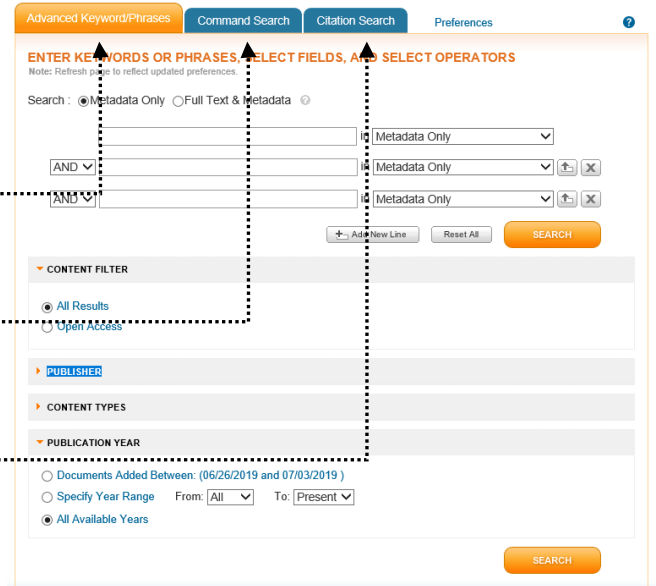 Advanced Keyword/Phrases Command Search Citation Search Preferences ?
ENTER KEYWORDS OR PHRASES, SELECT FIELDS, AND SELECT OPERATORS
Note: Refresh page to reflect updated preferences.
Search : Metadata Only Full Text & Metadata ?
in Metadata Only
AND in Metadata Only X
AND in Metadata Only X
Add New Line Reset All SEARCH
CONTENT FILTER
All Results
Open Access
PUBLISHER
CONTENT TYPES
PUBLICATION YEAR
Documents Added Between: (06/26/2019 and 07/03/2019 )
Specify Year Range From: All To: Present
All Available Years
SEARCH